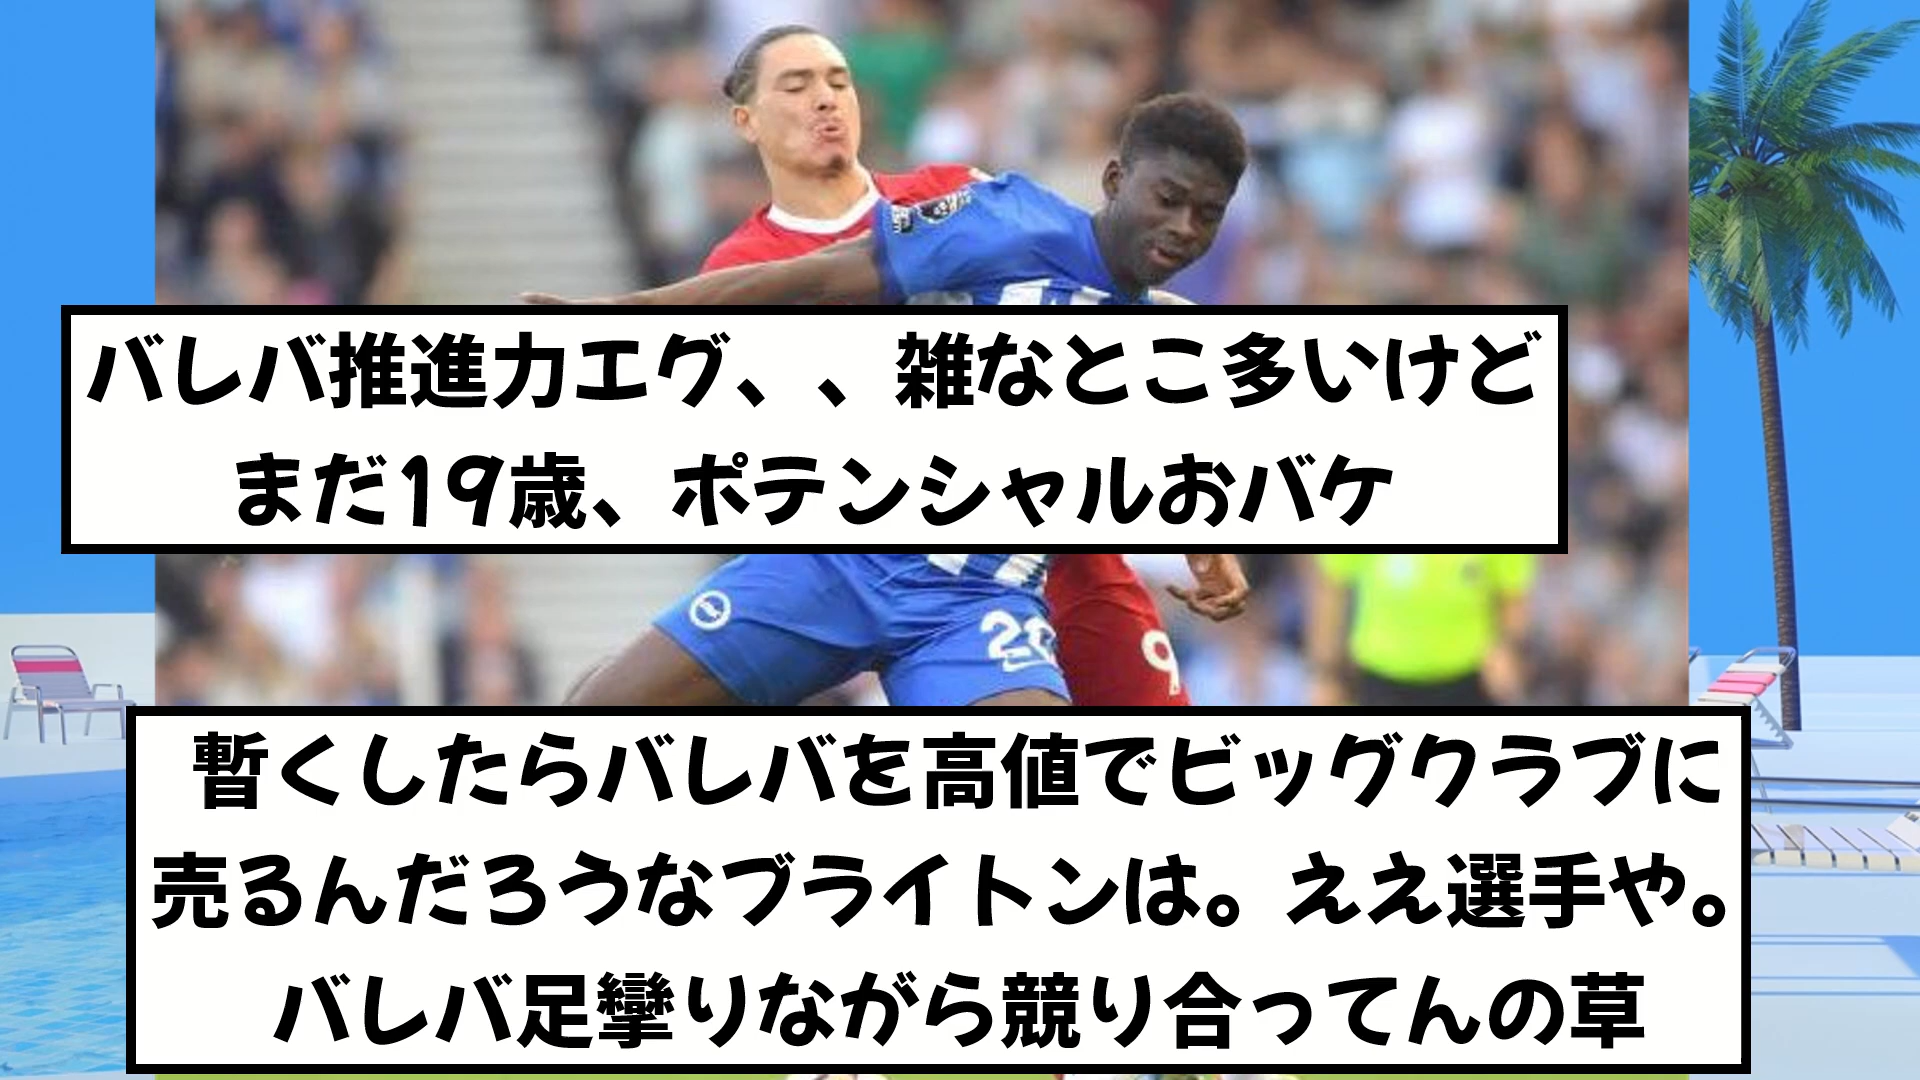 バレバ推進力エグ、、雑なとこ多いけど
まだ19歳、ポテンシャルおバケ
20
9
暫くしたらバレバを高値でビッグクラブに
売るんだろうなブライトンは。ええ選手や。
バレバ足攣りながら競り合ってんの草